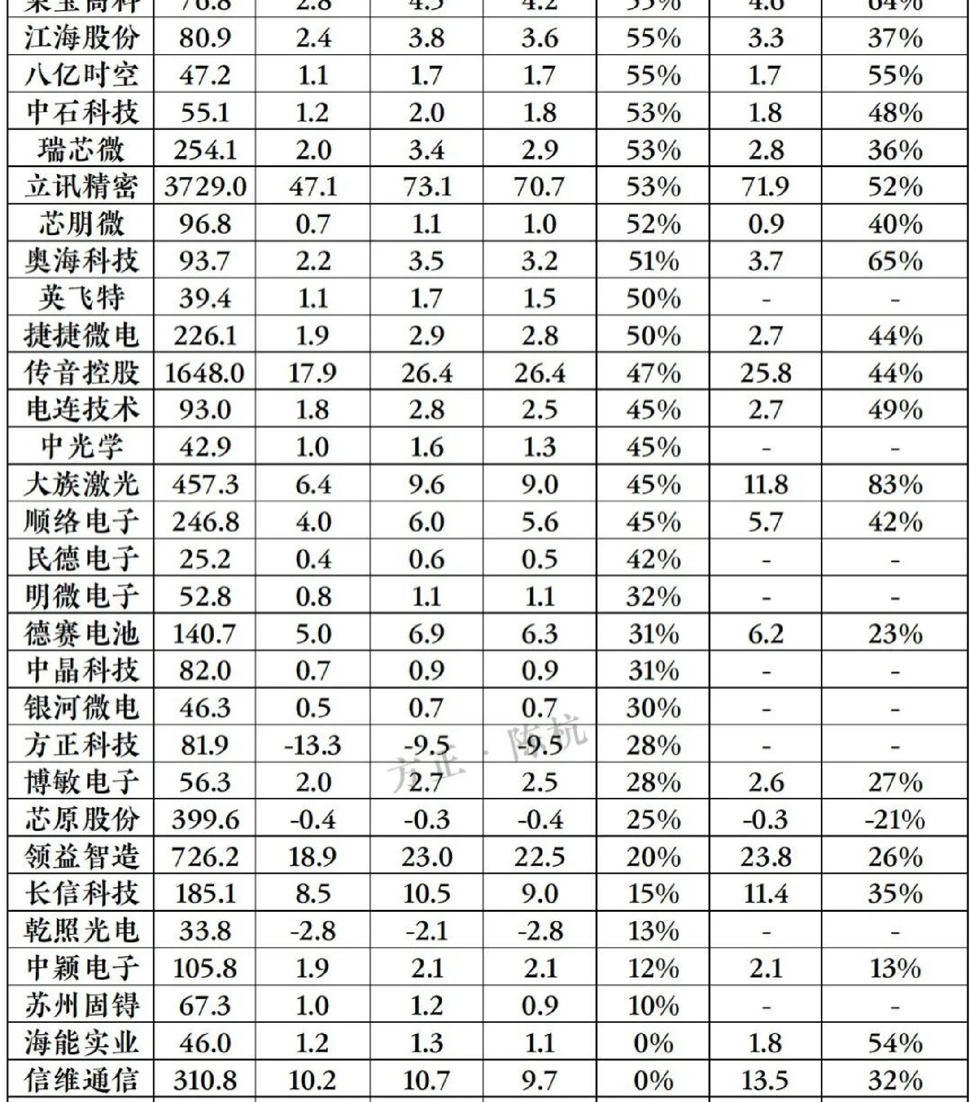 莱宝高科 76.8 2.8 4.5 4.2 55% 4.6 64%
江海股份 80.9 2.4 3.8 3.6 55% 3.3 37%
八亿时空 47.2 1.1 1.7 1.7 55% 1.7 55%
中石科技 55.1 1.2 2.0 1.8 53% 1.8 48%
瑞芯微 254.1 2.0 3.4 2.9 53% 2.8 36%
立讯精密 3729.0 47.1 73.1 70.7 53% 71.9 52%
芯朋微 96.8 0.7 1.1 1.0 52% 0.9 40%
奥海科技 93.7 2.2 3.5 3.2 51% 3.7 65%
英飞特 39.4 1.1 1.7 1.5 50% - -
捷捷微电 226.1 1.9 2.9 2.8 50% 2.7 44%
传音控股 1648.0 17.9 26.4 26.4 47% 25.8 44%
电连技术 93.0 1.8 2.8 2.5 45% 2.7 49%
中光学 42.9 1.0 1.6 1.3 45% - -
大族激光 457.3 6.4 9.6 9.0 45% 11.8 83%
顺络电子 246.8 4.0 6.0 5.6 45% 5.7 42%
民德电子 25.2 0.4 0.6 0.5 42% - -
明微电子 52.8 0.8 1.1 1.1 32% - -
德赛电池 140.7 5.0 6.9 6.3 31% 6.2 23%
中晶科技 82.0 0.7 0.9 0.9 31% - -
银河微电 46.3 0.5 0.7 0.7 30% - -
方正科技 81.9 -13.3 -9.5 -9.5 28% - -
方正·陈杭
博敏电子 56.3 2.0 2.7 2.5 28% 2.6 27%
芯原股份 399.6 -0.4 -0.3 -0.4 25% -0.3 -21%
领益智造 726.2 18.9 23.0 22.5 20% 23.8 26%
长信科技 185.1 8.5 10.5 9.0 15% 11.4 35%
乾照光电 33.8 -2.8 -2.1 -2.8 13% - -
中颖电子 105.8 1.9 2.1 2.1 12% 2.1 13%
苏州固锝 67.3 1.0 1.2 0.9 10% - -
海能实业 46.0 1.2 1.3 1.1 0% 1.8 54%
信维通信 310.8 10.2 10.7 9.7 0% 13.5 32%